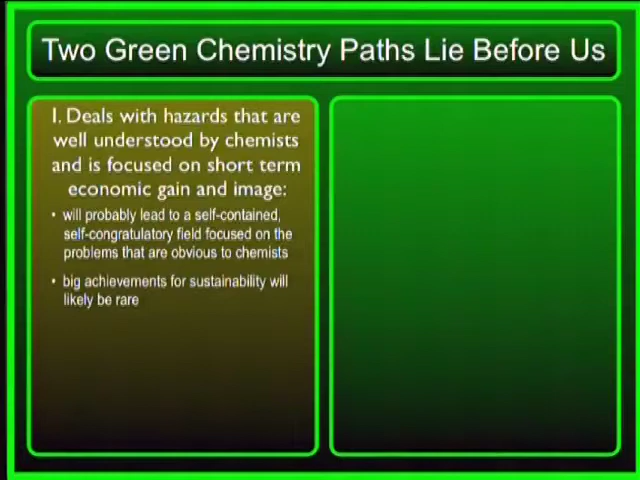 Two Green Chemistry Paths Lie Before Us
1. Deals with hazards that are
well understood by chemists
and is focused on short term
economic gain and image:
• will probably lead to a self-contained,
self-congratulatory field focused on the
problems that are obvious to chemists
• big achievements for sustainability will
likely be rare